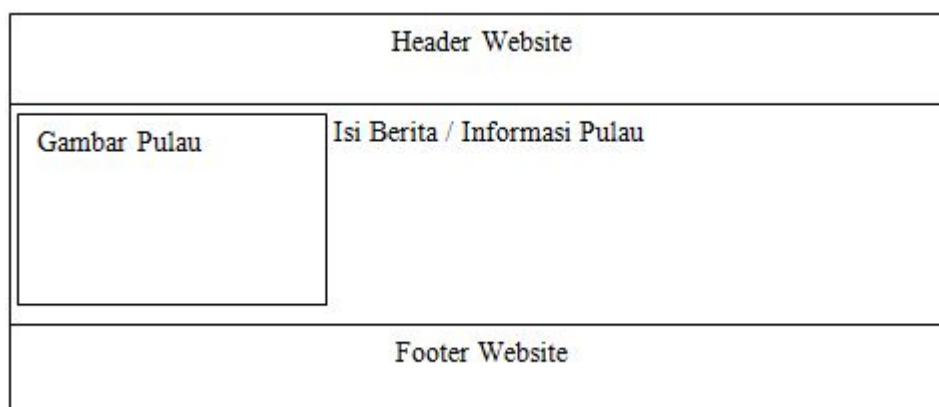 Header Website
Gambar Pulau
Isi Berita / Informasi Pulau
Footer Website